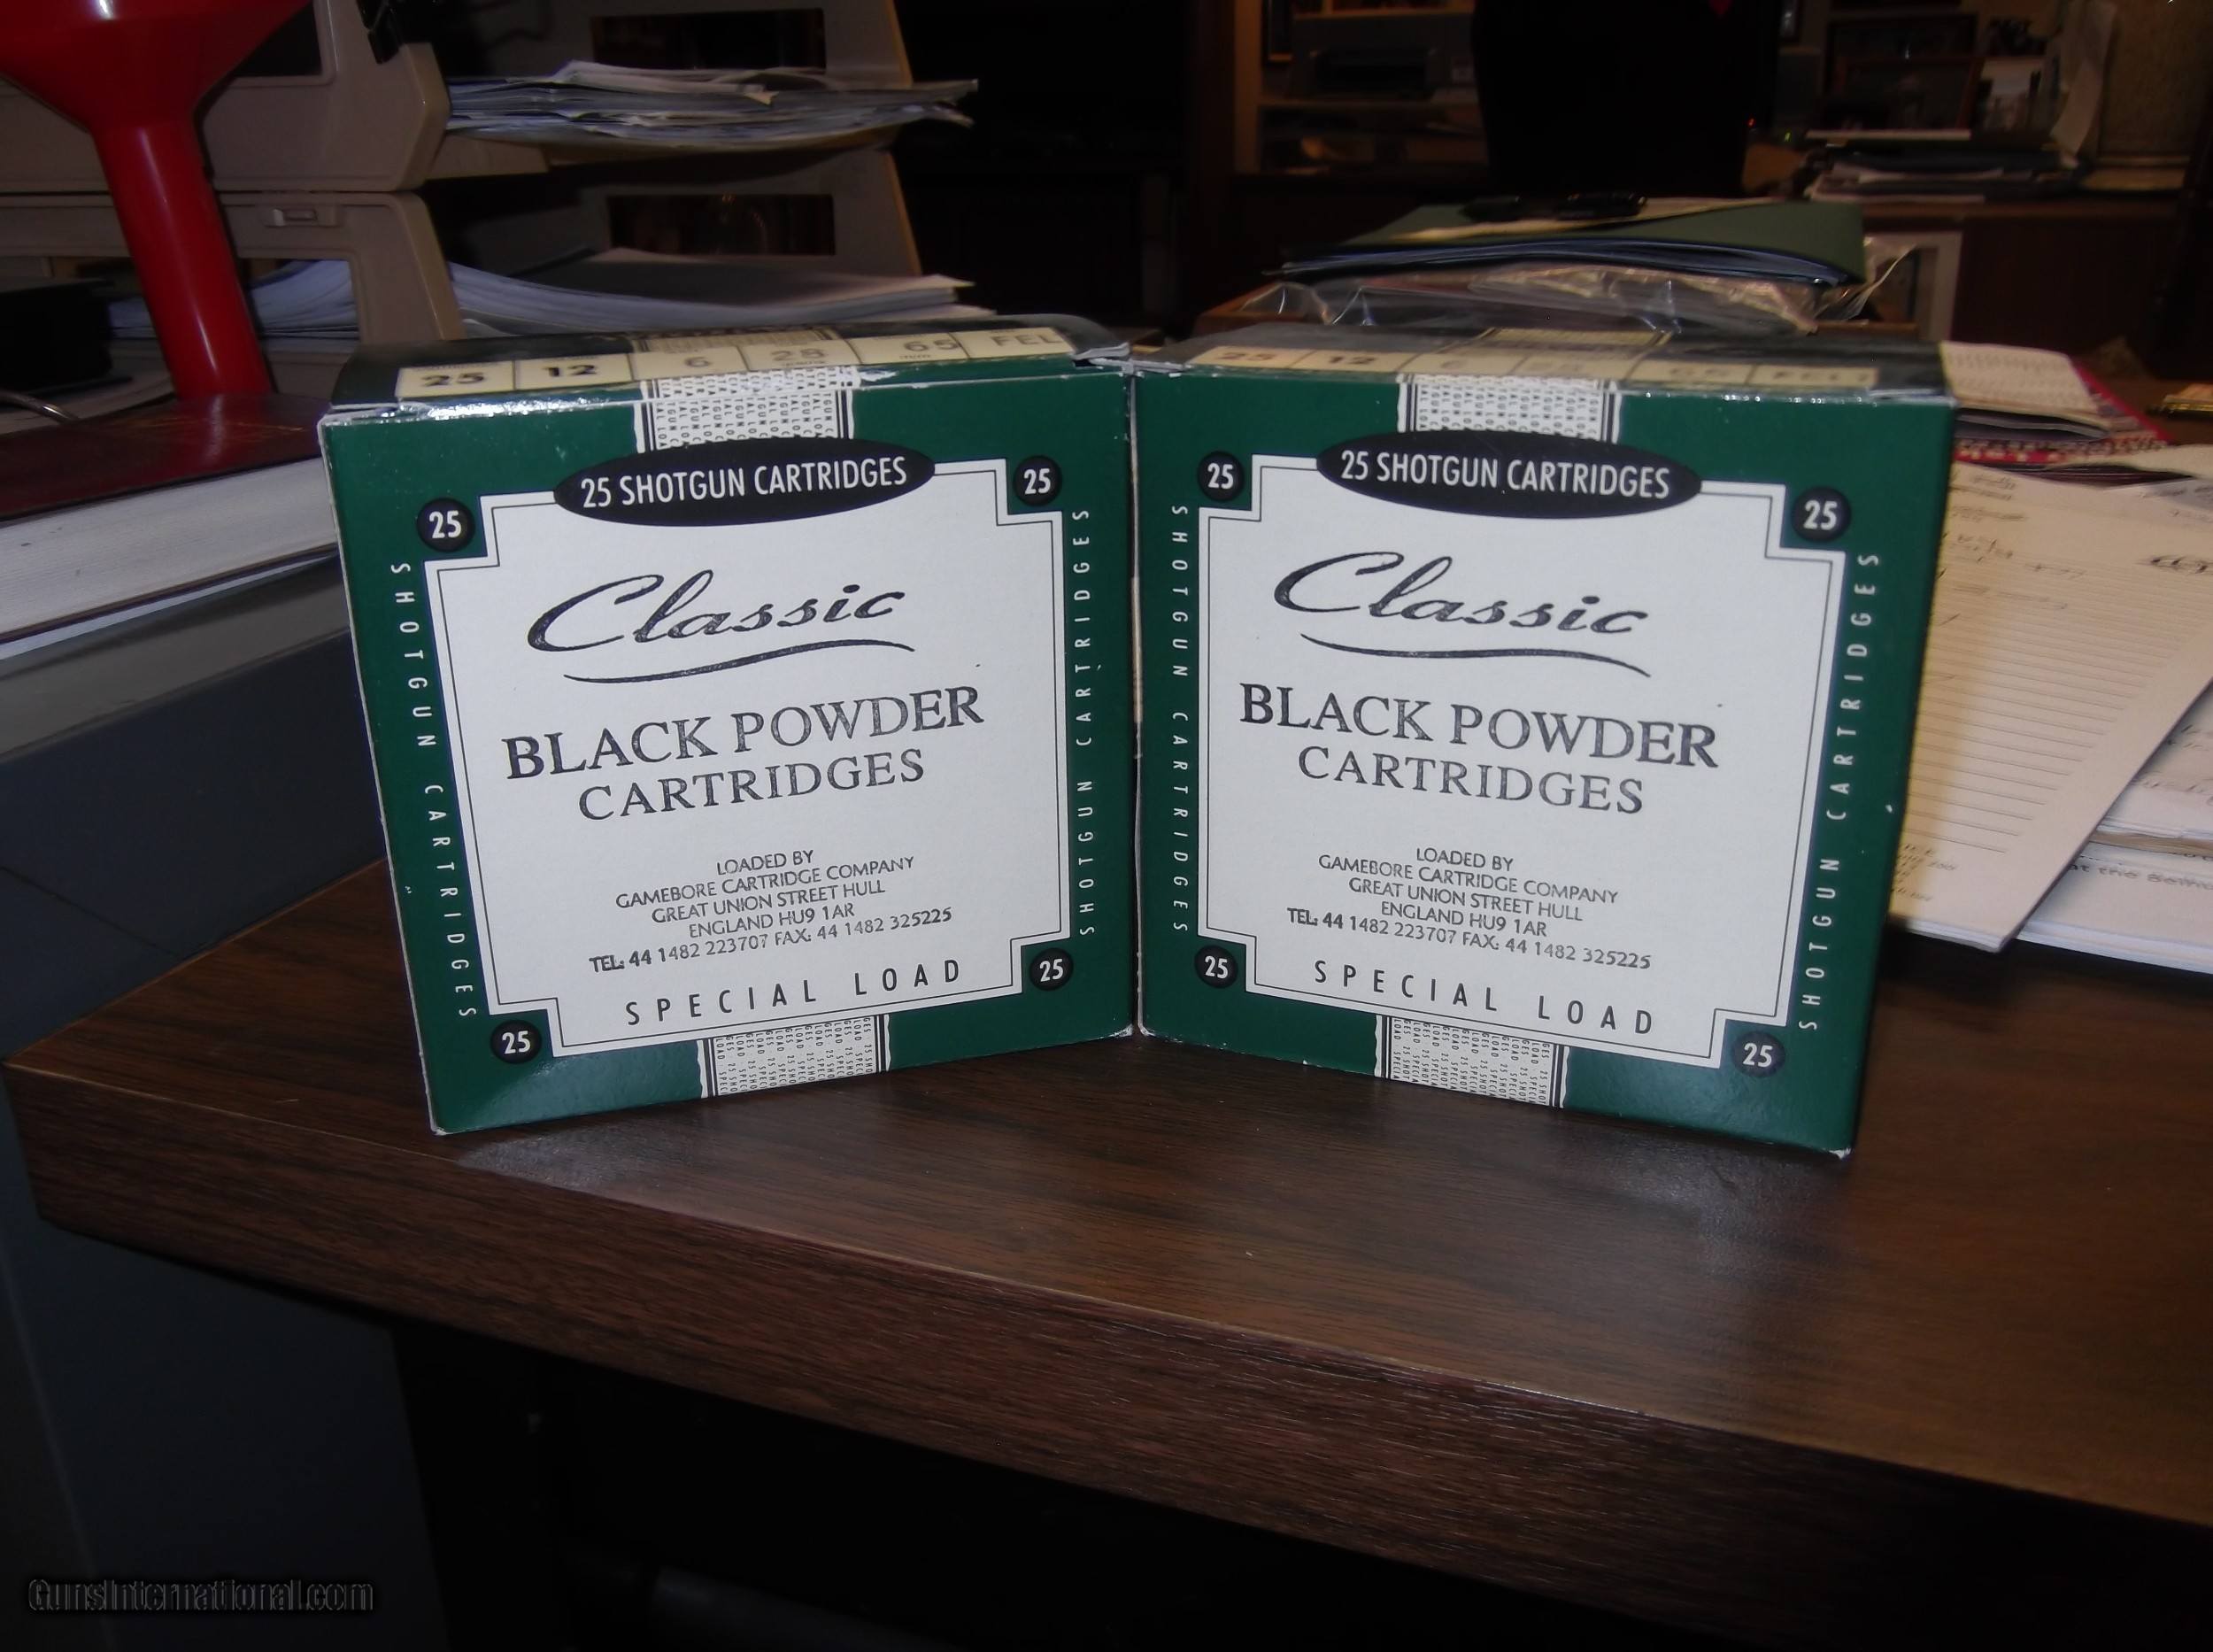 25 12 6 28 65 FEL
25 SHOTGUN CARTRIDGES
25 25
SHOTGUN CARTRIDGES
SHOTGUN CARTRIDGES
Classic
BLACK POWDER
CARTRIDGES
LOADED BY
GAMEBORE CARTRIDGE COMPANY
GREAT UNION STREET HULL
ENGLAND HU9 1AR
TEL: 44 1482 223707 FAX: 44 1482 325225
SPECIAL LOAD
25 25
25 12
25 SHOTGUN CARTRIDGES
25 25
SHOTGUN CARTRIDGES
SHOTGUN CARTRIDGES
Classic
BLACK POWDER
CARTRIDGES
LOADED BY
GAMEBORE CARTRIDGE COMPANY
GREAT UNION STREET HULL
ENGLAND HU9 1AR
TEL: 44 1482 223707 FAX: 44 1482 325225
SPECIAL LOAD
25 25
GunsInternational.com